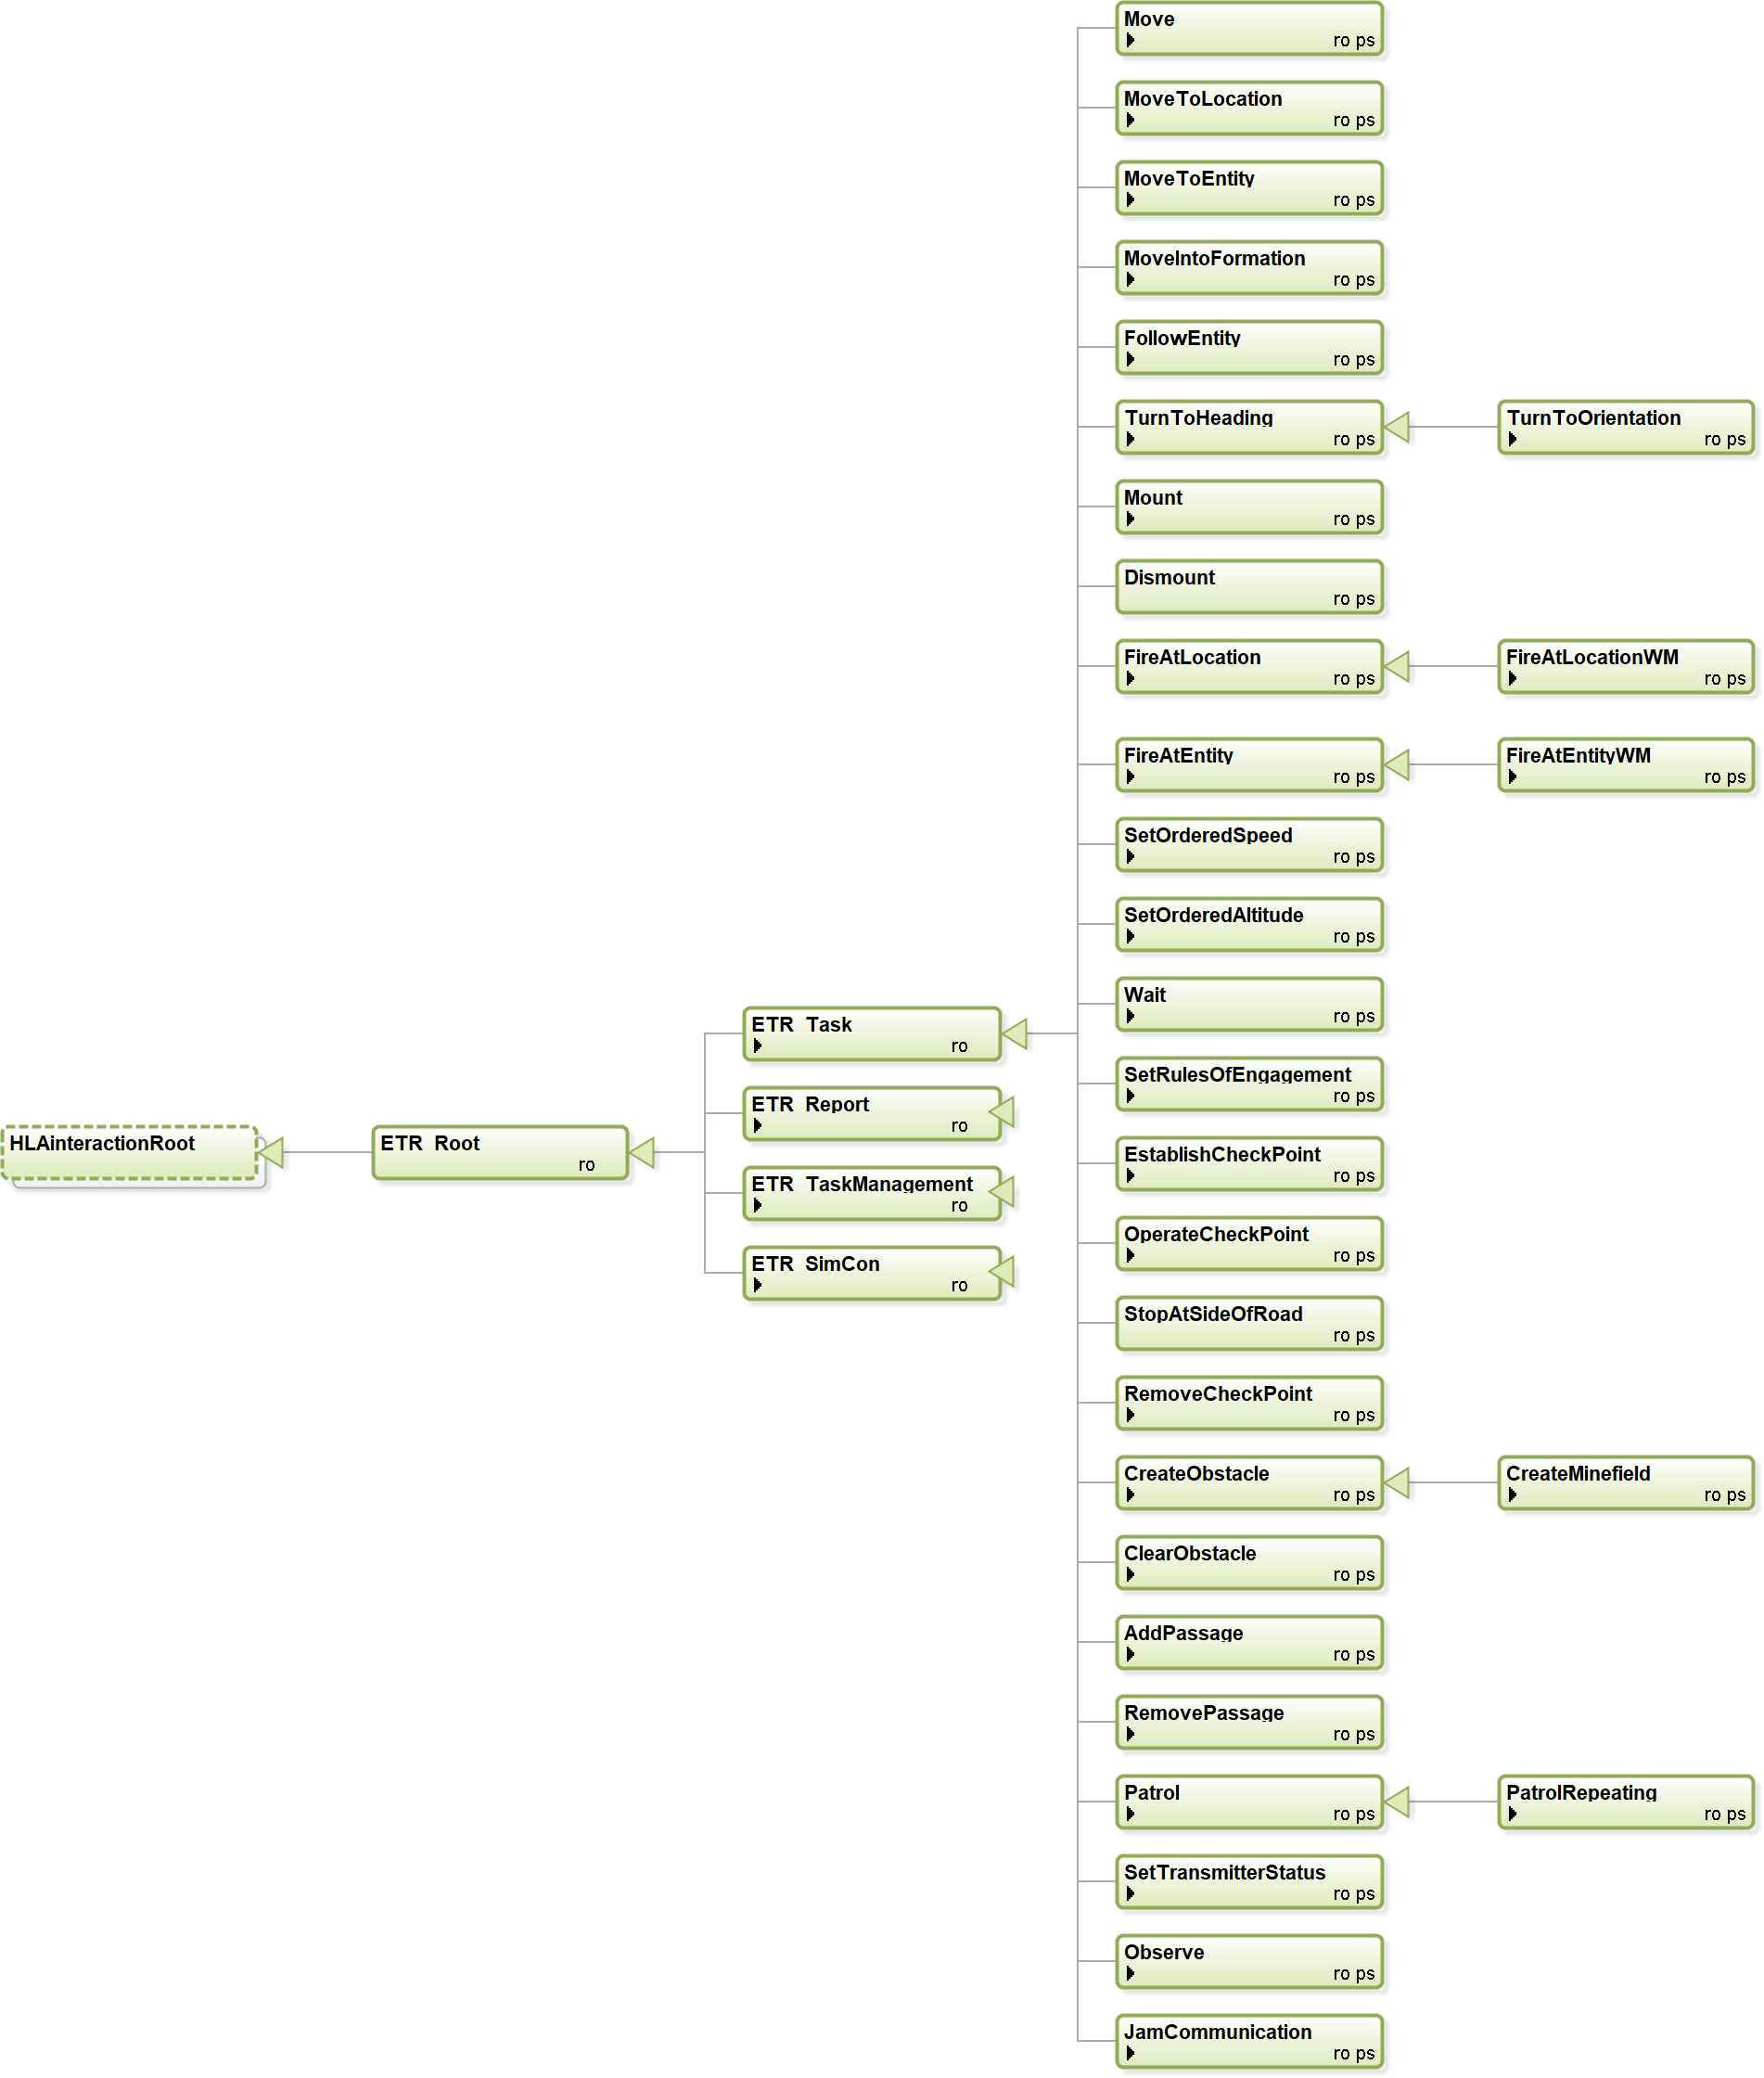 HLAinteractionRoot
ETR Root
ro
ETR Task
ro
ETR Report
ro
ETR TaskManagement
ro
ETR SimCon
ro
Move
ro ps
MoveToLocation
ro ps
MoveToEntity
ro ps
MoveIntoFormation
ro ps
FollowEntity
ro ps
TurnToHeading
ro ps
TurnToOrientation
ro ps
Mount
ro ps
Dismount
ro ps
FireAtLocation
ro ps
FireAtLocationWM
ro ps
FireAtEntity
ro ps
FireAtEntityWM
ro ps
SetOrderedSpeed
ro ps
SetOrderedAltitude
ro ps
Wait
ro ps
SetRulesOfEngagement
ro ps
EstablishCheckPoint
ro ps
OperateCheckPoint
ro ps
StopAtSideOfRoad
ro ps
RemoveCheckPoint
ro ps
CreateObstacle
ro ps
CreateMinefield
ro ps
ClearObstacle
ro ps
AddPassage
ro ps
RemovePassage
ro ps
Patrol
ro ps
PatrolRepeating
ro ps
SetTransmitterStatus
ro ps
Observe
ro ps
JamCommunication
ro ps